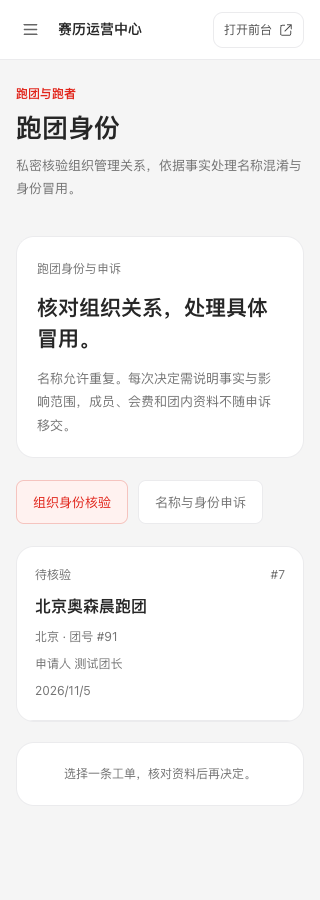 赛历运营中心
打开前台
跑团与跑者
跑团身份
私密核验组织管理关系，依据事实处理名称混淆与
身份冒用。
跑团身份与申诉
核对组织关系，处理具体
冒用。
名称允许重复。每次决定需说明事实与影
响范围，成员、会费和团内资料不随申诉
移交。
组织身份核验
名称与身份申诉
待核验
#7
北京奥森晨跑团
北京 · 团号 #91
申请人 测试团长
2026/11/5
选择一条工单，核对资料后再决定。